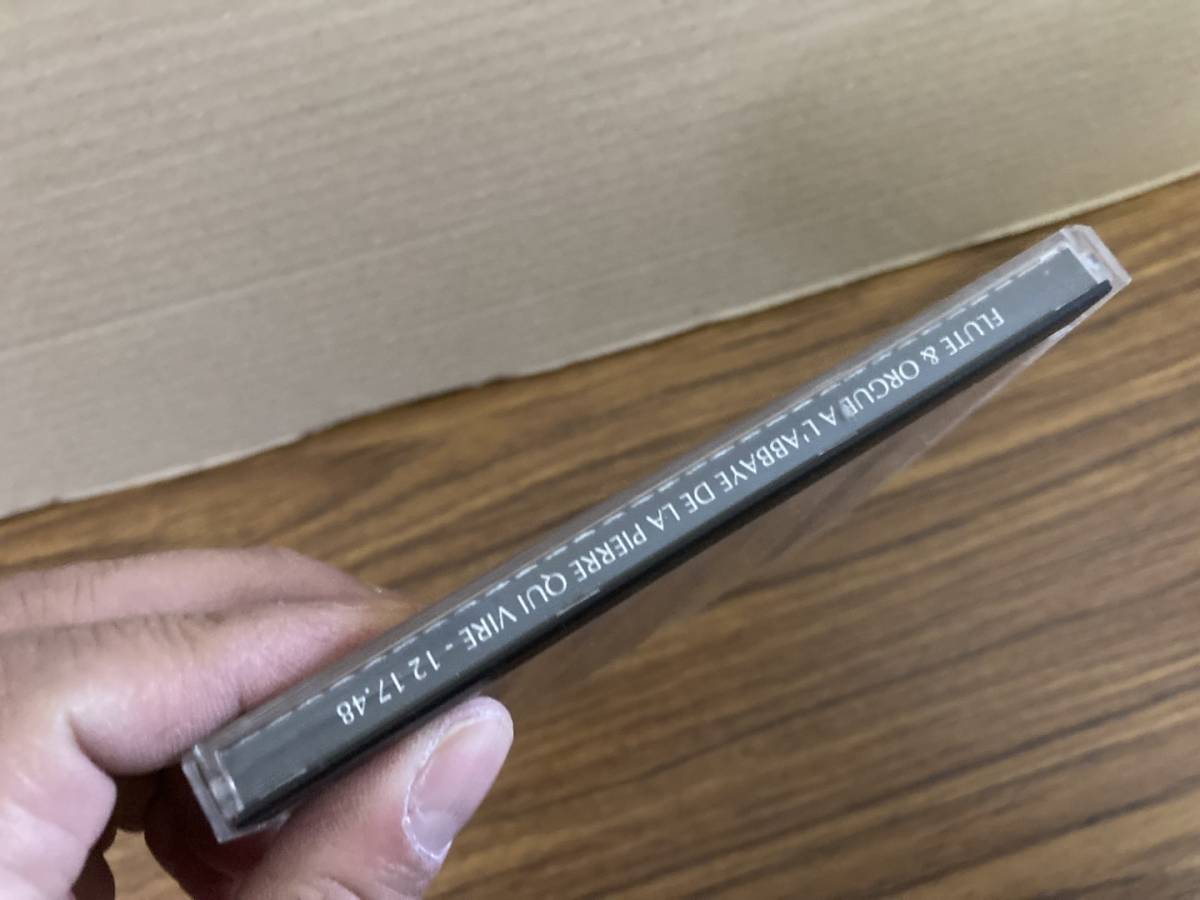 FLUTE & ORGUE A L'ABBAYE DE LA PIERRE QUI VIRE - 12 17.48